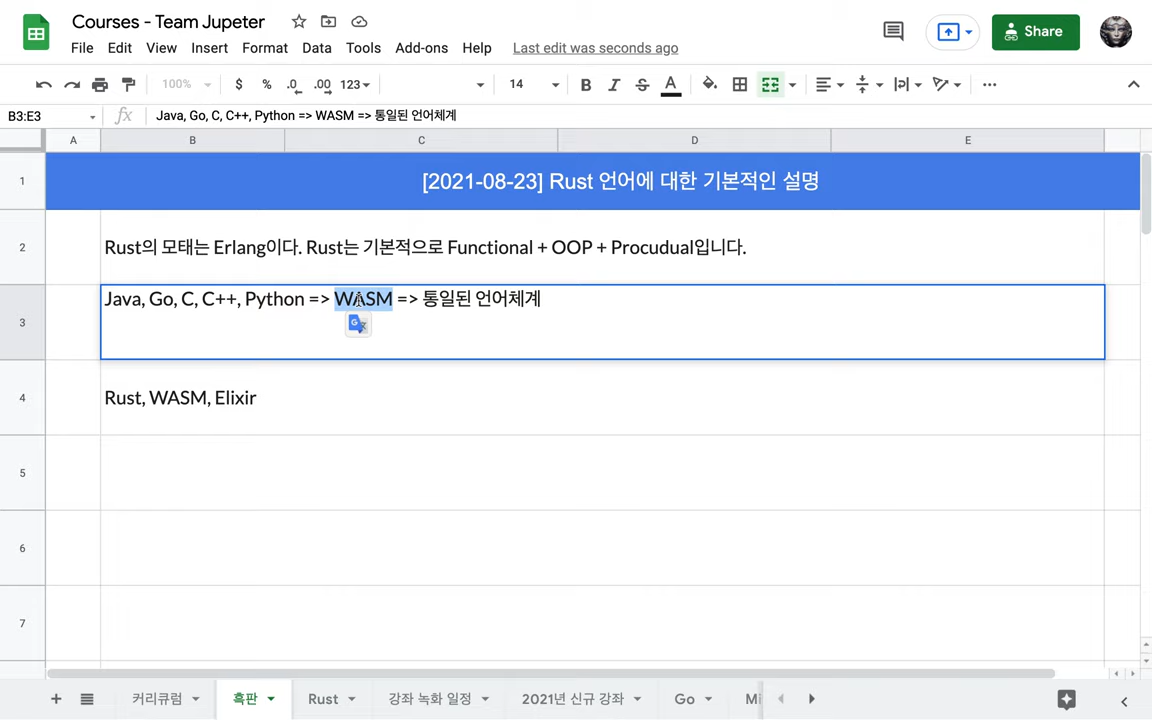 Courses - Team Jupeter
File Edit View Insert Format Data Tools Add-ons Help Last edit was seconds ago
Share
100% $ % .0 .00 123 14 B I S A
B3:E3 fx Java, Go, C, C++, Python => WASM => 통일된 언어체계
A B C D E
1 [2021-08-23] Rust 언어에 대한 기본적인 설명
2 Rust의 모태는 Erlang이다. Rust는 기본적으로 Functional + OOP + Procudual입니다.
3 Java, Go, C, C++, Python => WASM => 통일된 언어체계
4 Rust, WASM, Elixir
5
6
7
커리큐럼 흑판 Rust 강좌 녹화 일정 2021년 신규 강좌 Go